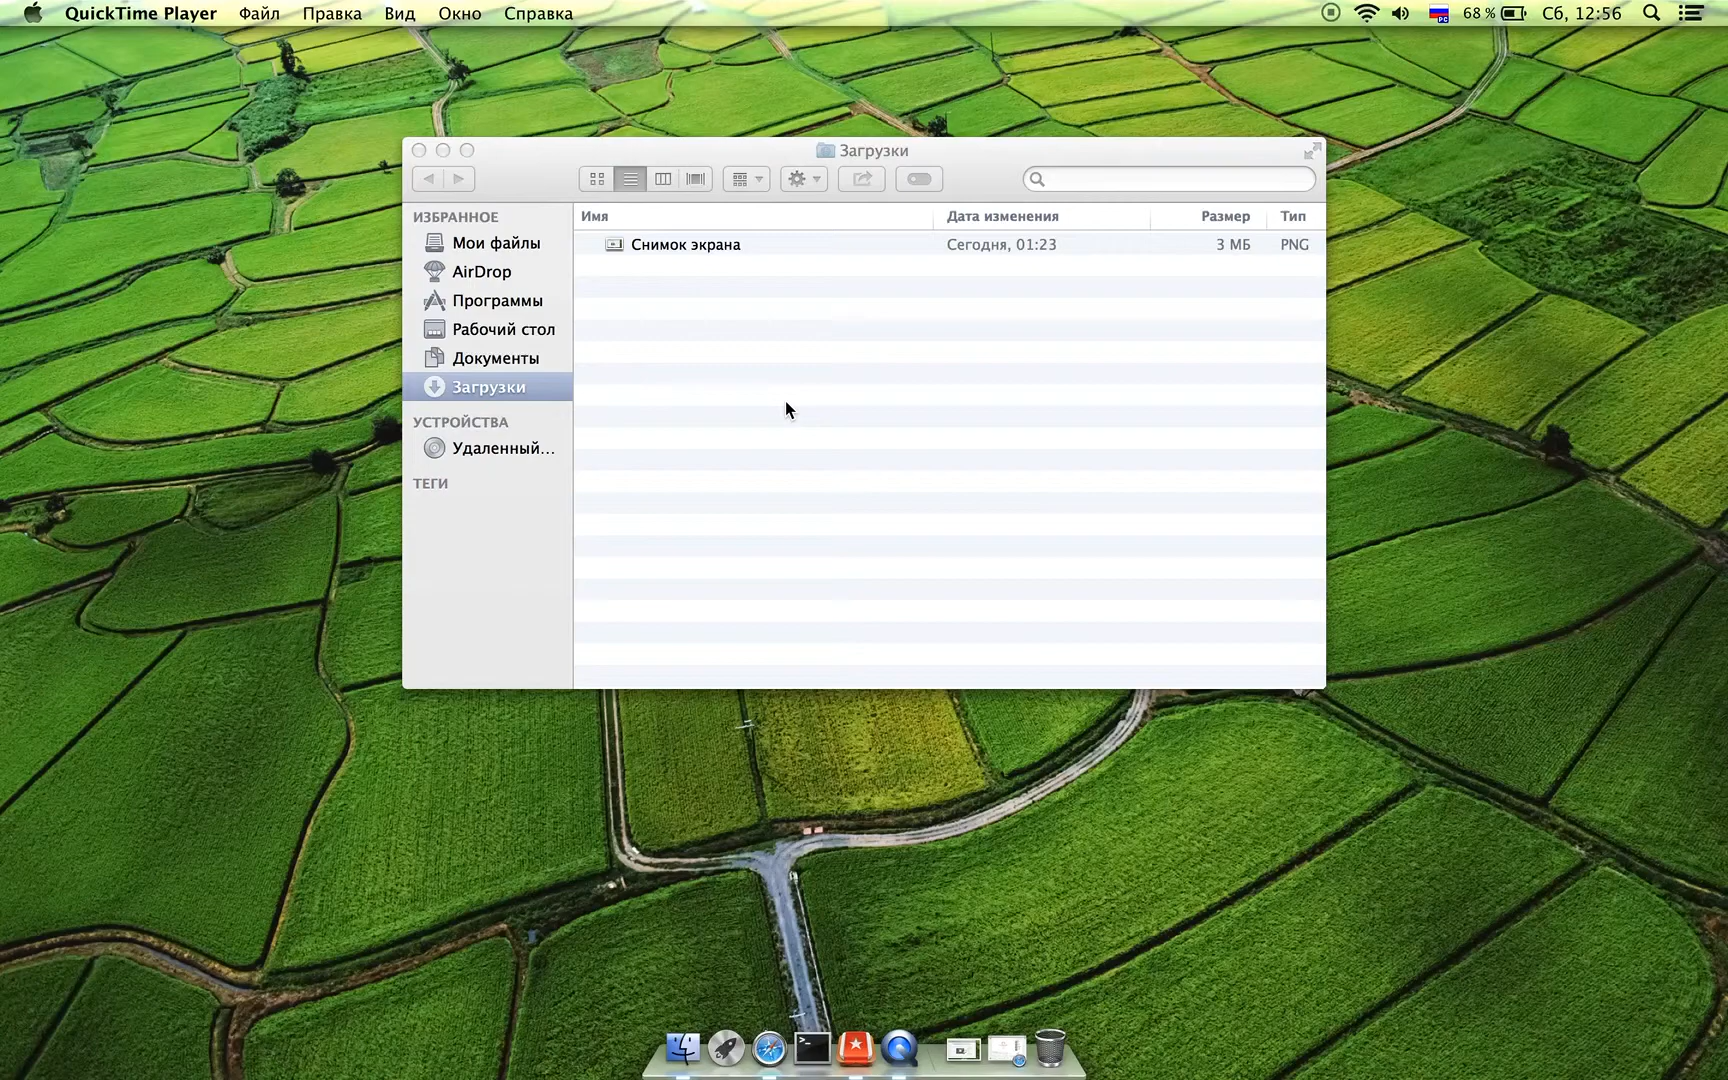 QuickTime Player Файл Правка Вид Окно Справка 68 % Сб, 12:56
Загрузки
ИЗБРАННОЕ
Мои файлы
AirDrop
Программы
Рабочий стол
Документы
Загрузки
УСТРОЙСТВА
Удаленный...
ТЕГИ
Имя Дата изменения Размер Тип
Снимок экрана Сегодня, 01:23 3 МБ PNG